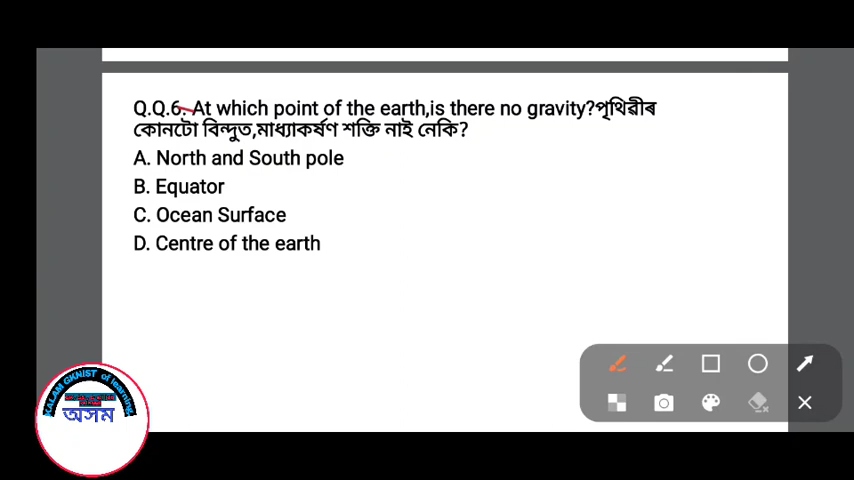 Q.Q.6. At which point of the earth,is there no gravity?পৃথিৱীৰ
কোনটো বিন্দুত,মাধ্যাকৰ্ষণ শক্তি নাই নেকি?
A. North and South pole
B. Equator
C. Ocean Surface
D. Centre of the earth
KALAM GKNIST of learning
অসম